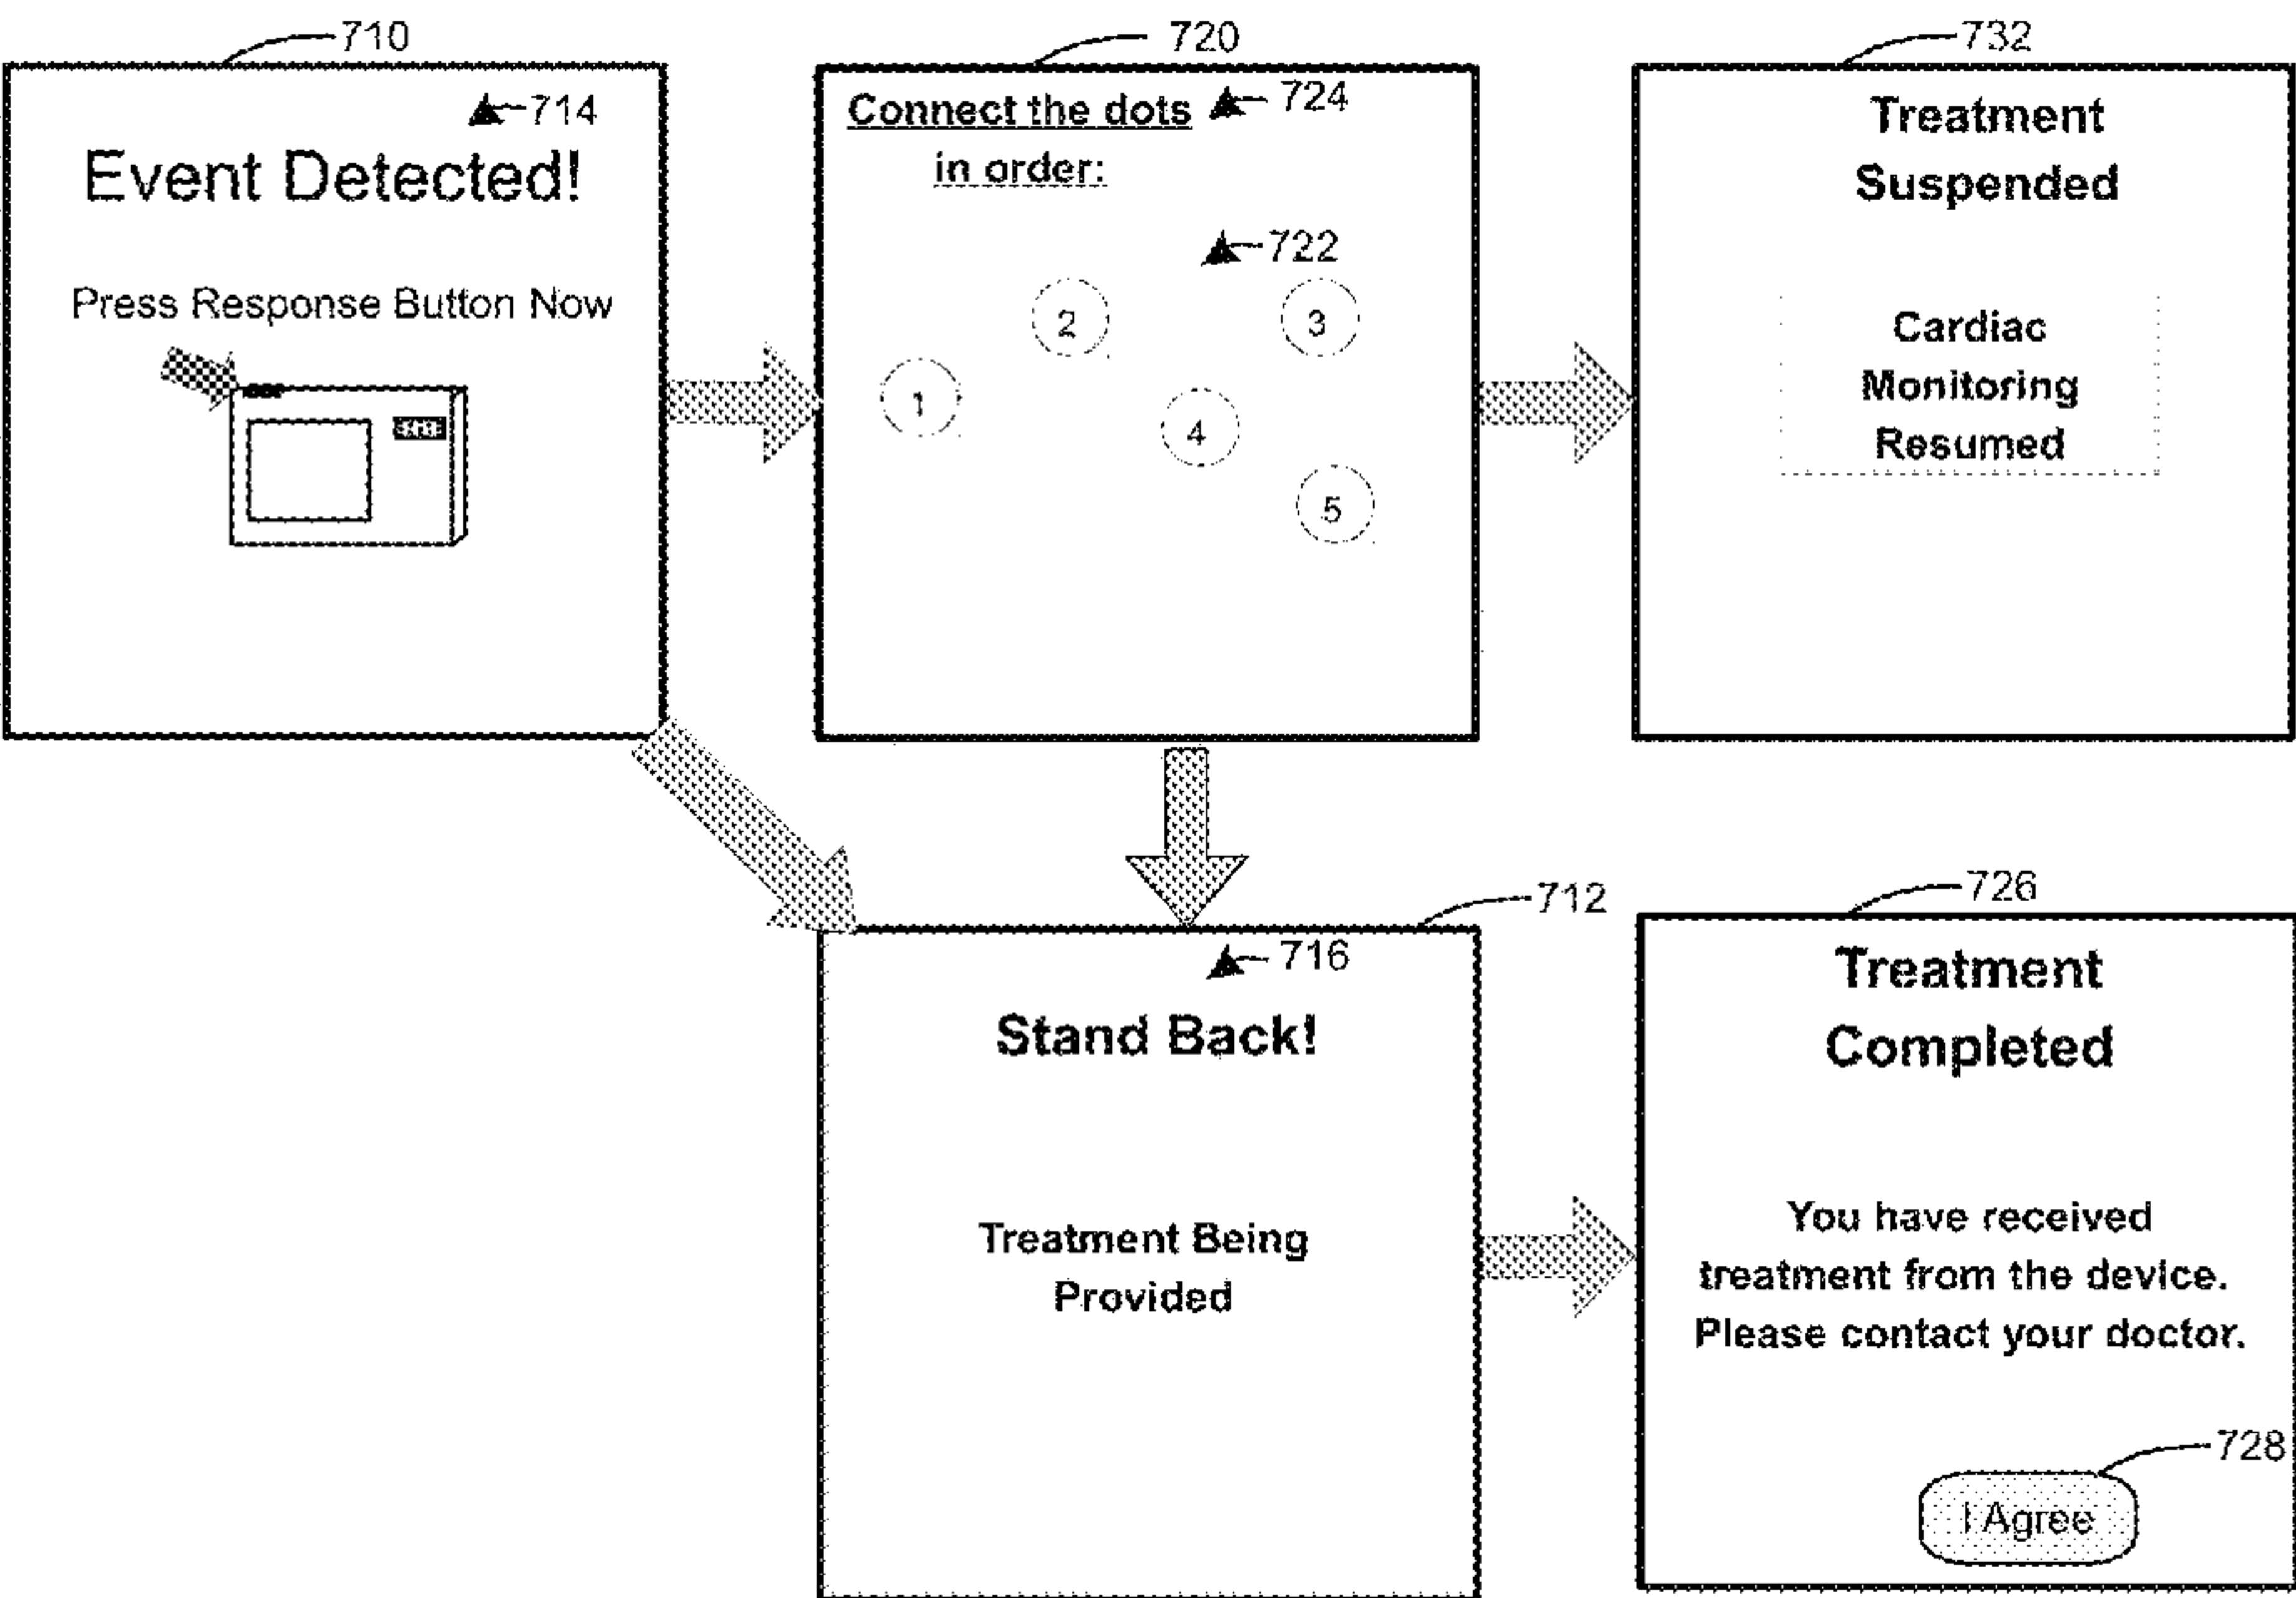 710
714
Event Detected!
Press Response Button Now
720
Connect the dots
724
in order:
722
2
3
1
4
5
732
Treatment
Suspended
Cardiac
Monitoring
Resumed
712
716
Stand Back!
Treatment Being
Provided
726
Treatment
Completed
You have received
treatment from the device.
Please contact your doctor.
728
I Agree